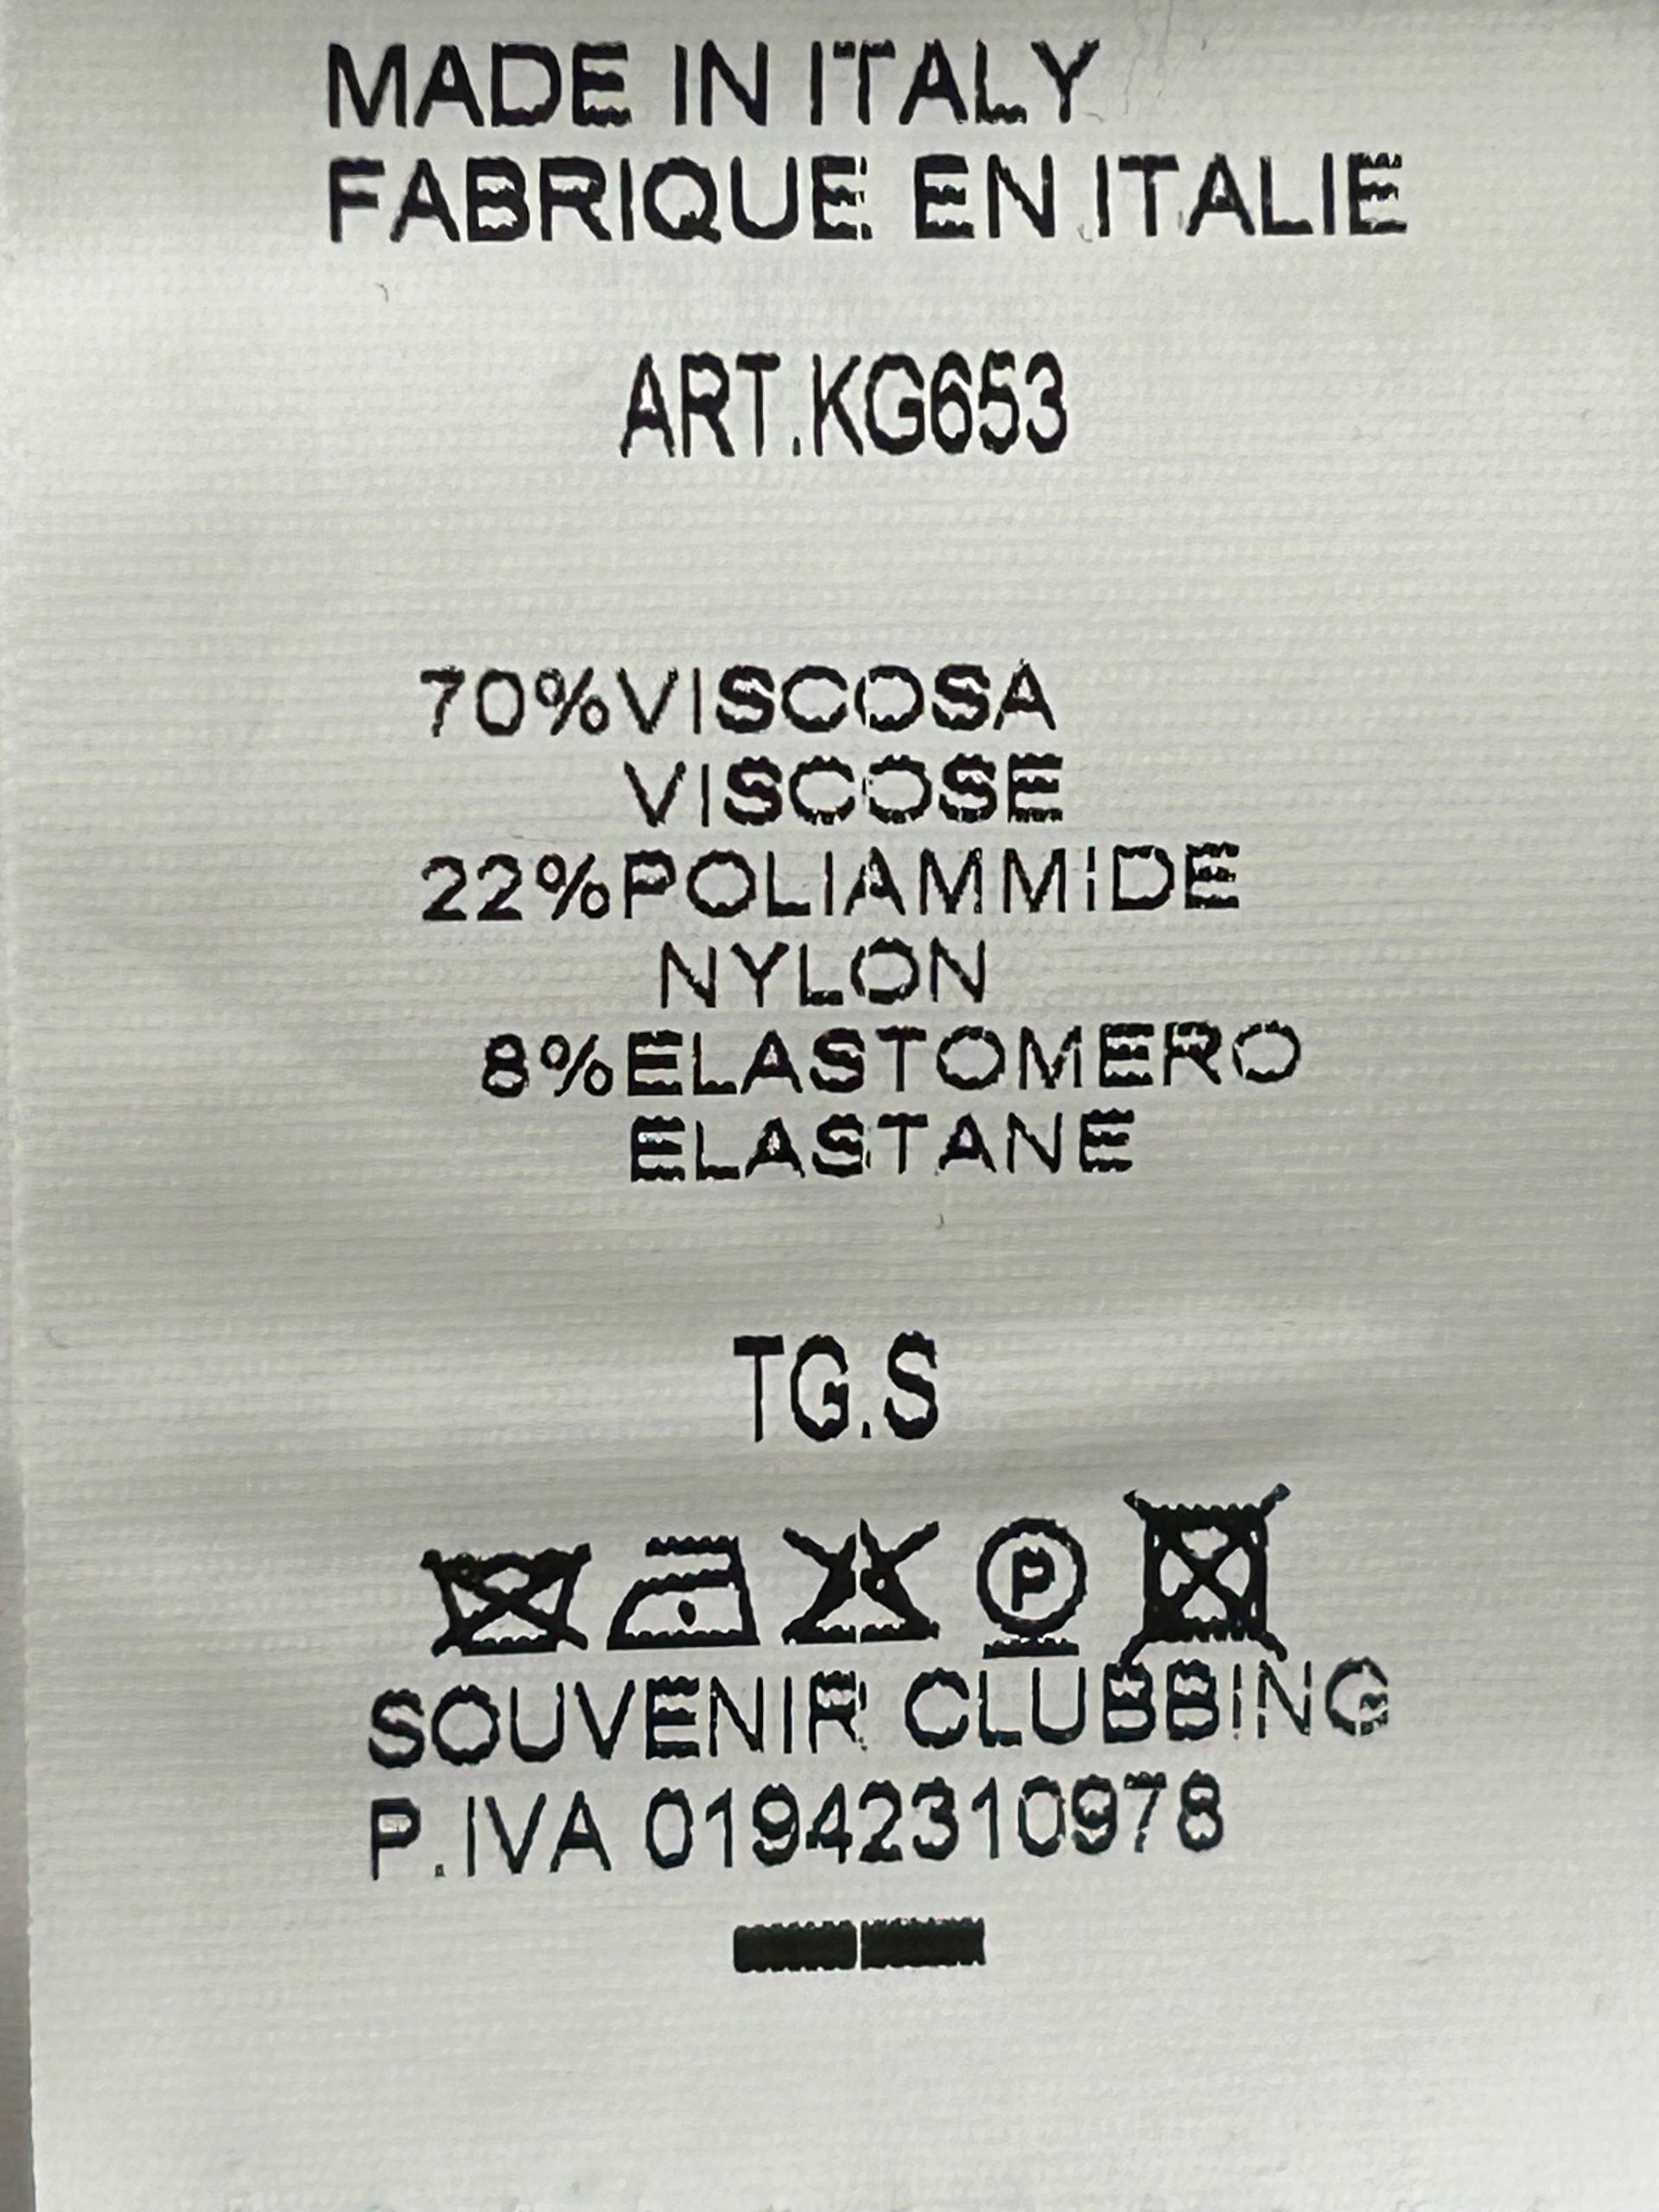 MADE IN ITALY
FABRIQUE EN ITALIE
ART.KG653
70%VISCOSA
VISCOSE
22%POLIAMMIDE
NYLON
8%ELASTOMERO
ELASTANE
TG.S
P
SOUVENIR CLUBBING
P.IVA 01942310978